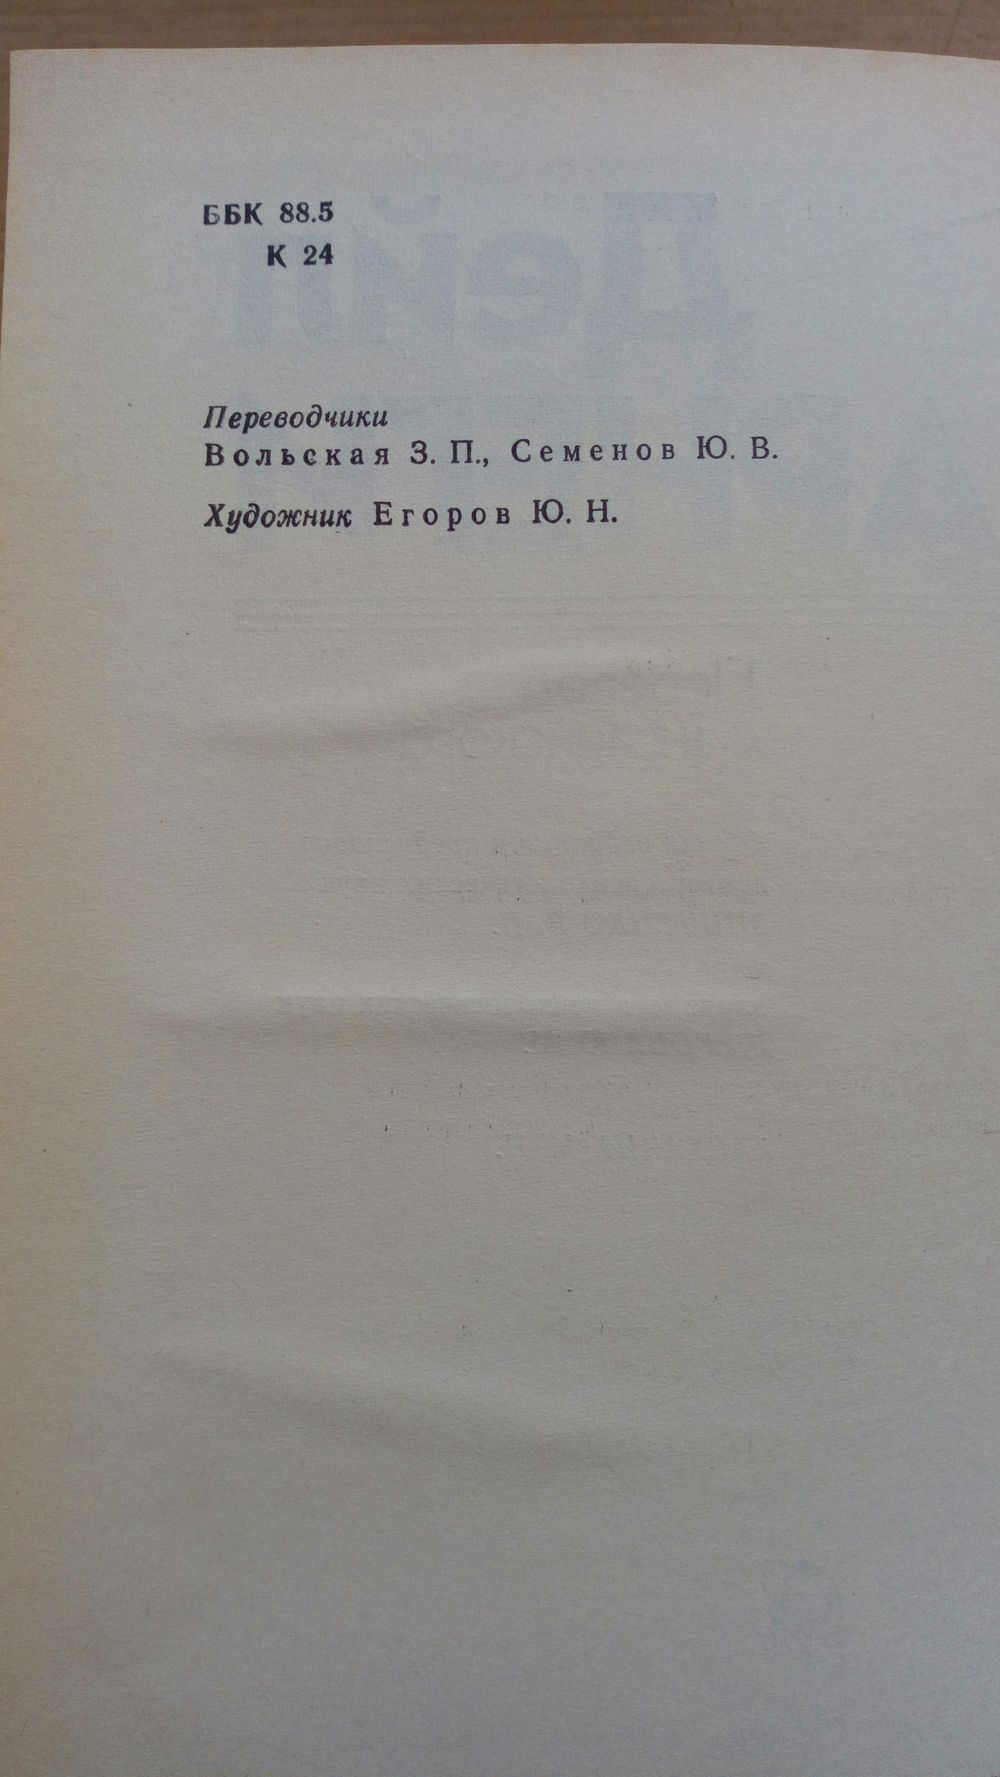 ББК 88.5
К 24
Переводчики
Вольская З. П., Семенов Ю. В.
Художник Егоров Ю. Н.